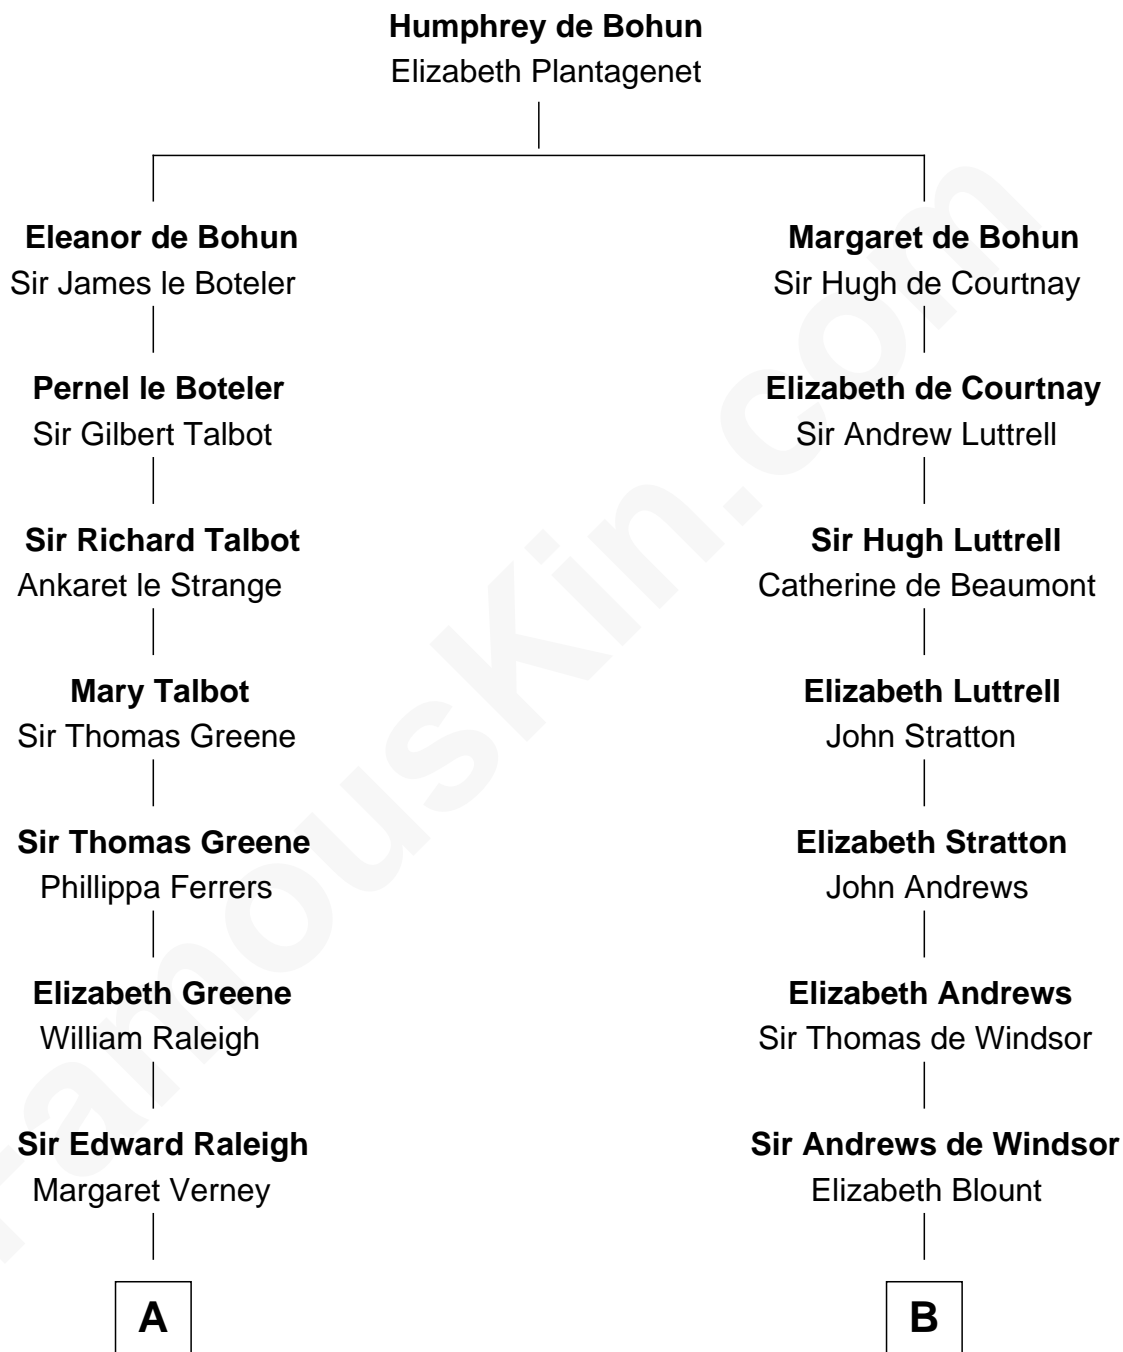 Humphrey de Bohun
Elizabeth Plantagenet
Eleanor de Bohun
Sir James le Boteler
Margaret de Bohun
Sir Hugh de Courtnay
Pernel le Boteler
Sir Gilbert Talbot
Elizabeth de Courtnay
Sir Andrew Luttrell
Sir Richard Talbot
Ankaret le Strange
Sir Hugh Luttrell
Catherine de Beaumont
Mary Talbot
Sir Thomas Greene
Elizabeth Luttrell
John Stratton
Sir Thomas Greene
Phillippa Ferrers
Elizabeth Stratton
John Andrews
Elizabeth Greene
William Raleigh
Elizabeth Andrews
Sir Thomas de Windsor
Sir Edward Raleigh
Margaret Verney
Sir Andrews de Windsor
Elizabeth Blount
A
B
FamousKin.com